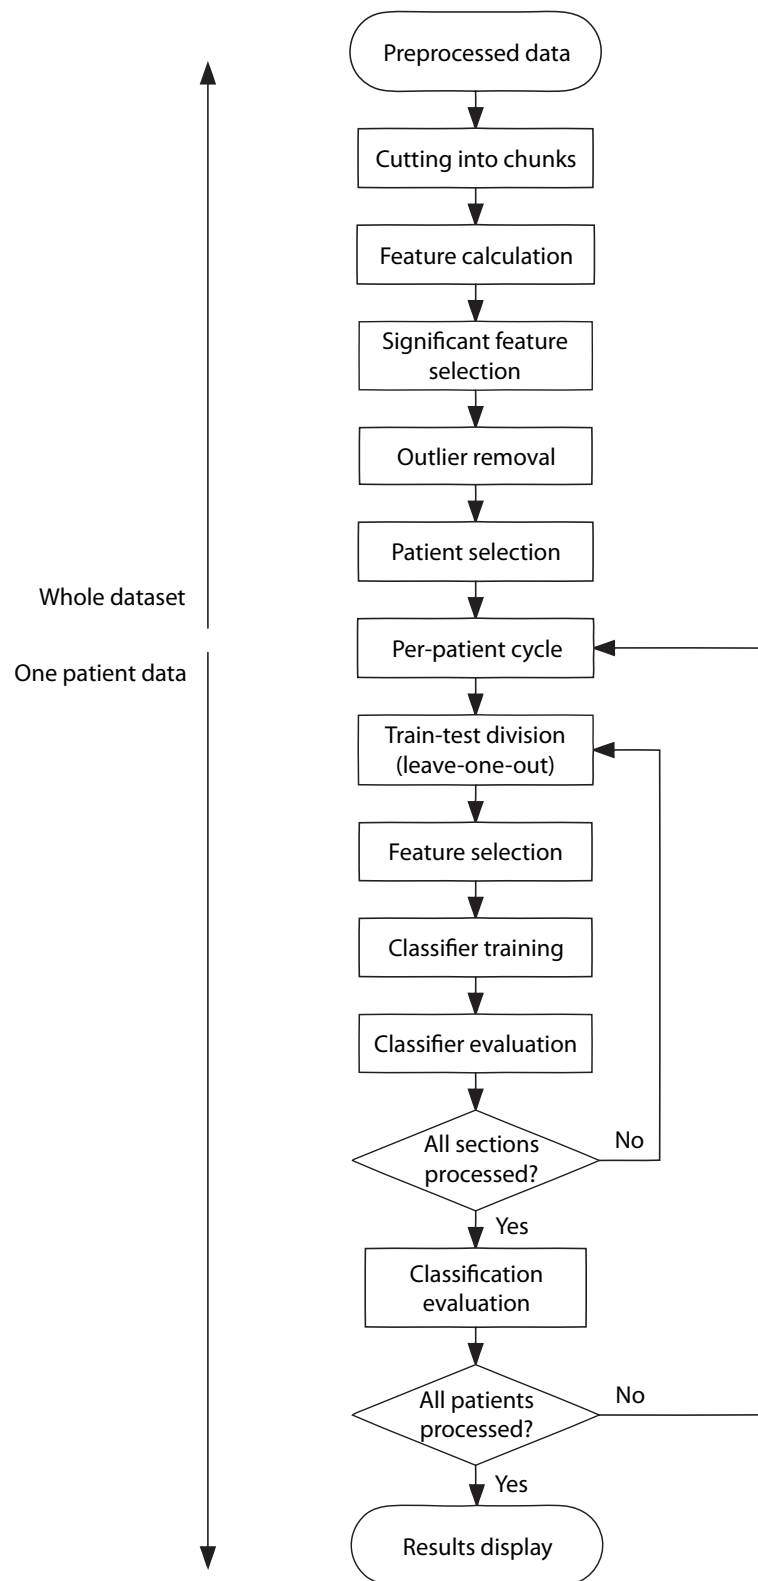 Preprocessed data
Cutting into chunks
Feature calculation
Significant feature
selection
Outlier removal
Patient selection
Whole dataset
Per-patient cycle
One patient data
Train-test division
(leave-one-out)
Feature selection
Classifier training
Classifier evaluation
All sections
processed?
No
Yes
Classification
evaluation
All patients
processed?
No
Yes
Results display